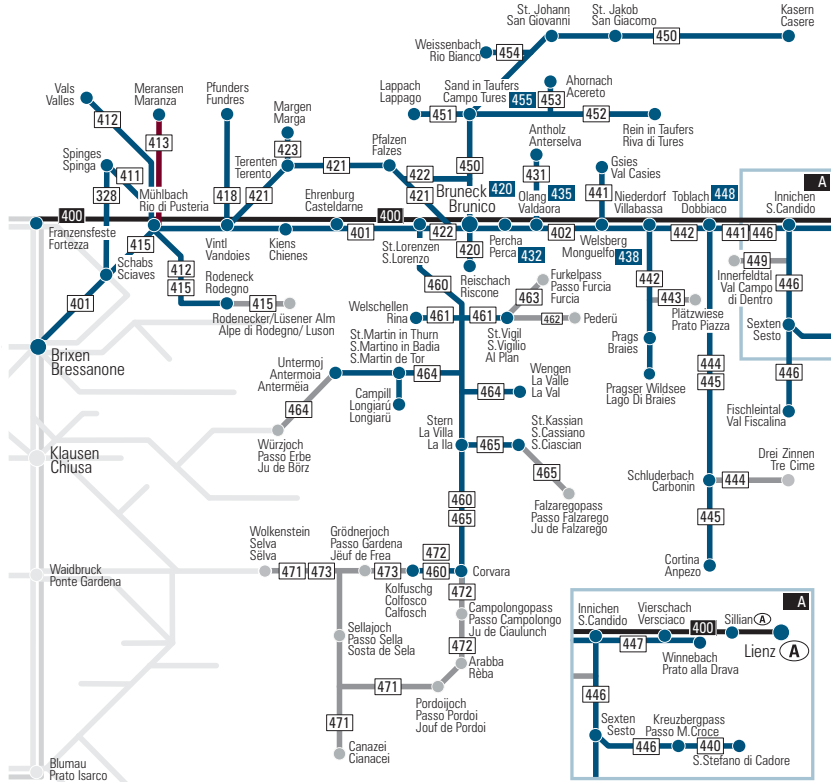 St. Johann
San Giovanni
St. Jakob
San Giacomo
Kasern
Casere
450
Weissenbach
Rio Bianco
454
Vals
Valles
Meransen
Maranza
Pfunders
Fundres
Lappach
Lappago
Sand in Taufers
Campo Tures
455
Ahornach
Acereto
453
451
452
Rein in Taufers
Riva di Tures
412
413
Margen
Marga
423
Pfalzen
Falzes
Antholz
Anterselva
431
Gsies
Val Casies
Spinges
Spinga
411
328
Terenten
Terento
421
422
450
418
421
421
Mühlbach
Rio di Pusteria
Ehrenburg
Casteldarne
Bruneck
Brunico
420
Olang
Valdaora
435
441
Niederdorf
Villabassa
Toblach
Dobbiaco
448
Innichen
S.Candido
A
400
400
Franzensfeste
Fortezza
415
Vintl
Vandoies
Kiens
Chienes
401
St.Lorenzen
S.Lorenzo
422
420
Percha
Perca
432
402
Welsberg
Monguelfo
438
442
441
446
449
Schabs
Sciaves
412
415
Rodeneck
Rodegno
415
Rodenecker/Lüsener Alm
Alpe di Rodegno/ Luson
401
Reischach
Riscone
460
Furkelpass
Passo Furcia
Furcia
463
Innerfeldtal
Val Campo
di Dentro
446
442
443
Plätzwiese
Prato Piazza
Welschellen
Rina
461
461
St.Vigil
S.Vigilio
Al Plan
462
Pederü
Sexten
Sesto
Brixen
Bressanone
St.Martin in Thurn
S.Martino in Badia
S.Martin de Tor
Prags
Braies
Untermoj
Antermoia
Antermëia
464
464
Campill
Longiarú
Longiarü
Wengen
La Valle
La Val
464
Pragser Wildsee
Lago Di Braies
444
445
446
Fischleintal
Val Fiscalina
Würzjoch
Passo Erbe
Ju de Börz
Stern
La Villa
La Ila
465
St.Kassian
S.Cassiano
S.Ciascian
465
Klausen
Chiusa
Falzaregopass
Passo Falzarego
Ju de Falzarego
460
465
Schluderbach
Carbonin
444
Drei Zinnen
Tre Cime
445
Wolkenstein
Selva
Sëlva
Grödnerjoch
Passo Gardena
Jëuf de Frea
472
460
471
473
473
Kolfuschg
Colfosco
Calfosch
Corvara
472
Cortina
Anpezo
Waidbruck
Ponte Gardena
Campolongopass
Passo Campolongo
Ju de Ciaulunch
Sellajoch
Passo Sella
Sosta de Sela
472
Arabba
Rèba
471
Pordoijoch
Passo Pordoi
Jouf de Pordoi
471
Canazei
Cianacei
Blumau
Prato Isarco
A
Innichen
S.Candido
Vierschach
Versciaco
400
Sillian
A
447
Winnebach
Prato alla Drava
Lienz
A
446
Sexten
Sesto
Kreuzbergpass
Passo M.Croce
446
440
S.Stefano di Cadore